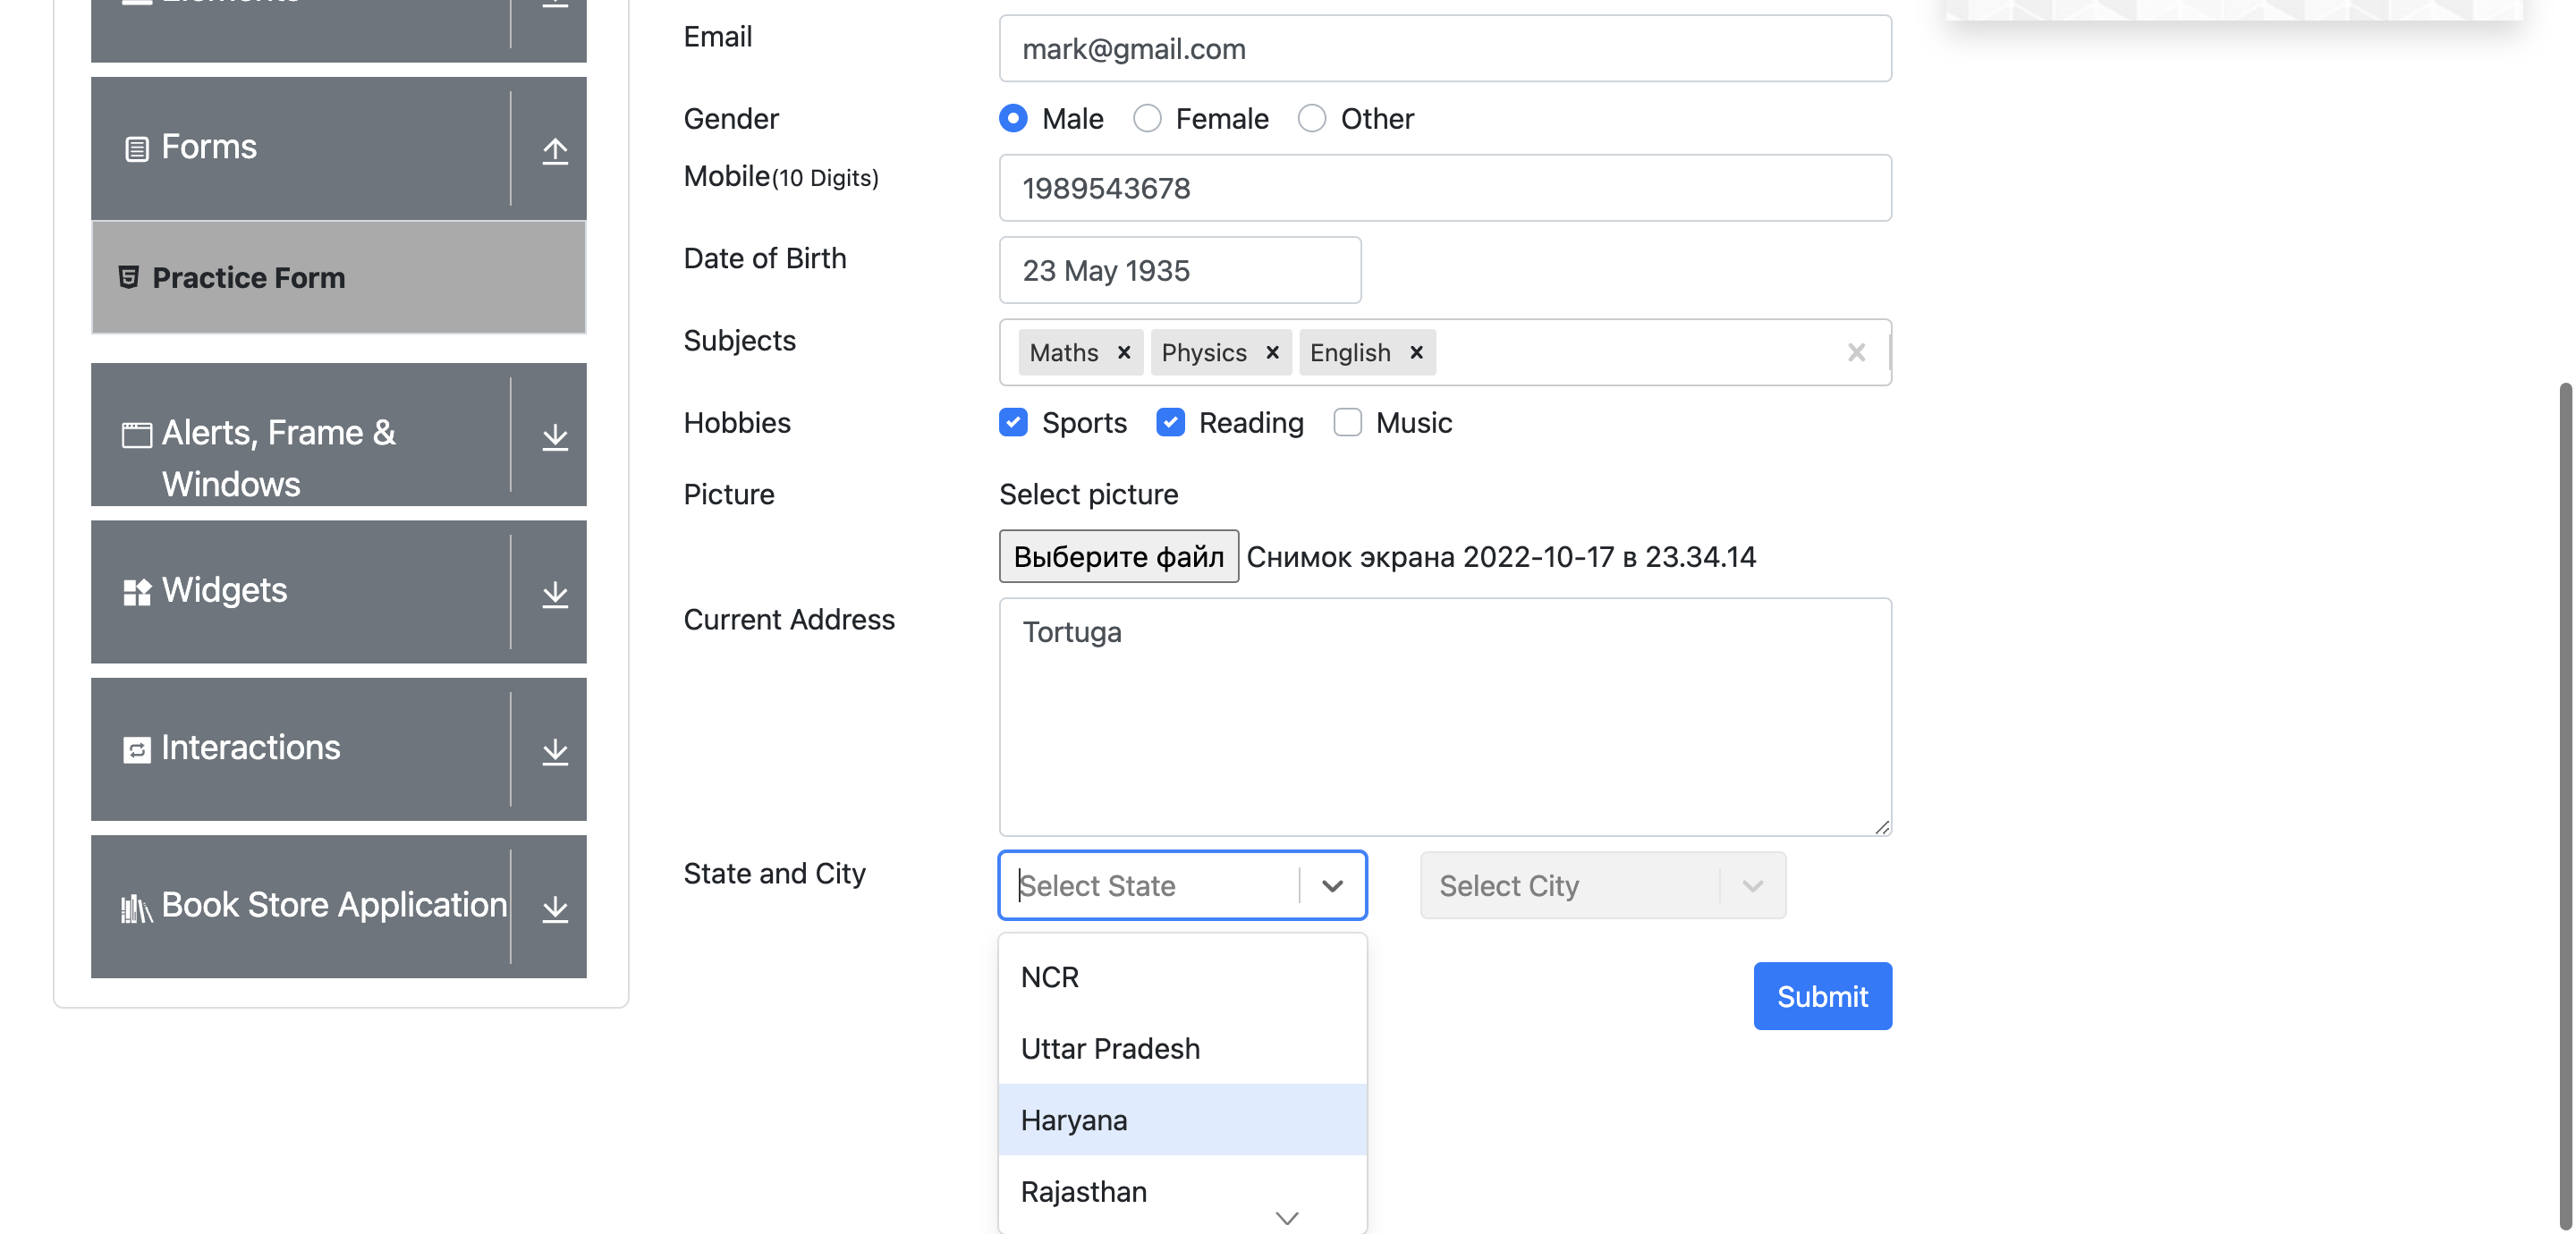 Elements
Forms
Practice Form
Alerts, Frame &
Windows
Widgets
Interactions
Book Store Application
Email
mark@gmail.com
Gender
Male Female Other
Mobile(10 Digits)
1989543678
Date of Birth
23 May 1935
Subjects
Maths Physics English
Hobbies
Sports Reading Music
Picture
Select picture
Выберите файл Снимок экрана 2022-10-17 в 23.34.14
Current Address
Tortuga
State and City
Select State
Select City
NCR
Uttar Pradesh
Haryana
Rajasthan
Submit